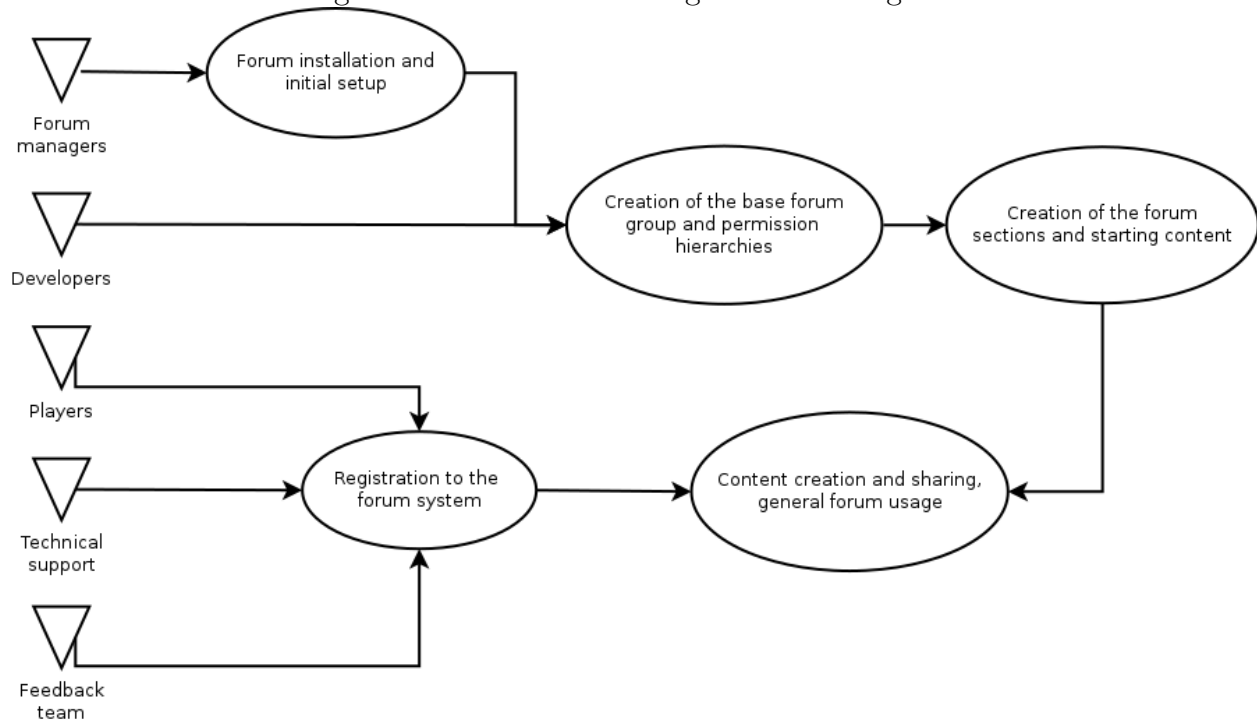 Forum installation and
initial setup
Forum
managers
Creation of the base forum
group and permission
hierarchies
Creation of the forum
sections and starting content
Developers
Players
Registration to the
forum system
Content creation and sharing,
general forum usage
Technical
support
Feedback
team